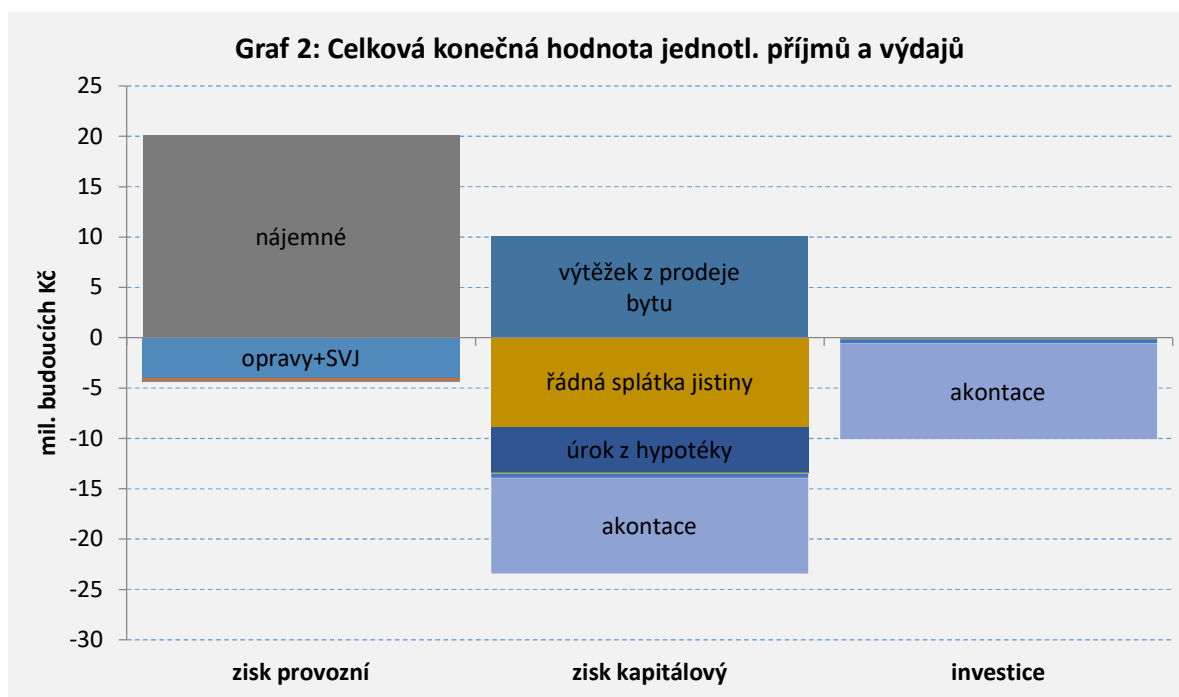 Graf 2: Celková konečná hodnota jednotl. příjmů a výdajů
mil. budoucích Kč
25
20
15
10
5
0
-5
-10
-15
-20
-25
-30
nájemné
opravy+SVJ
výtěžek z prodeje
bytu
řádná splátka jistiny
úrok z hypotéky
akontace
akontace
zisk provozní
zisk kapitálový
investice